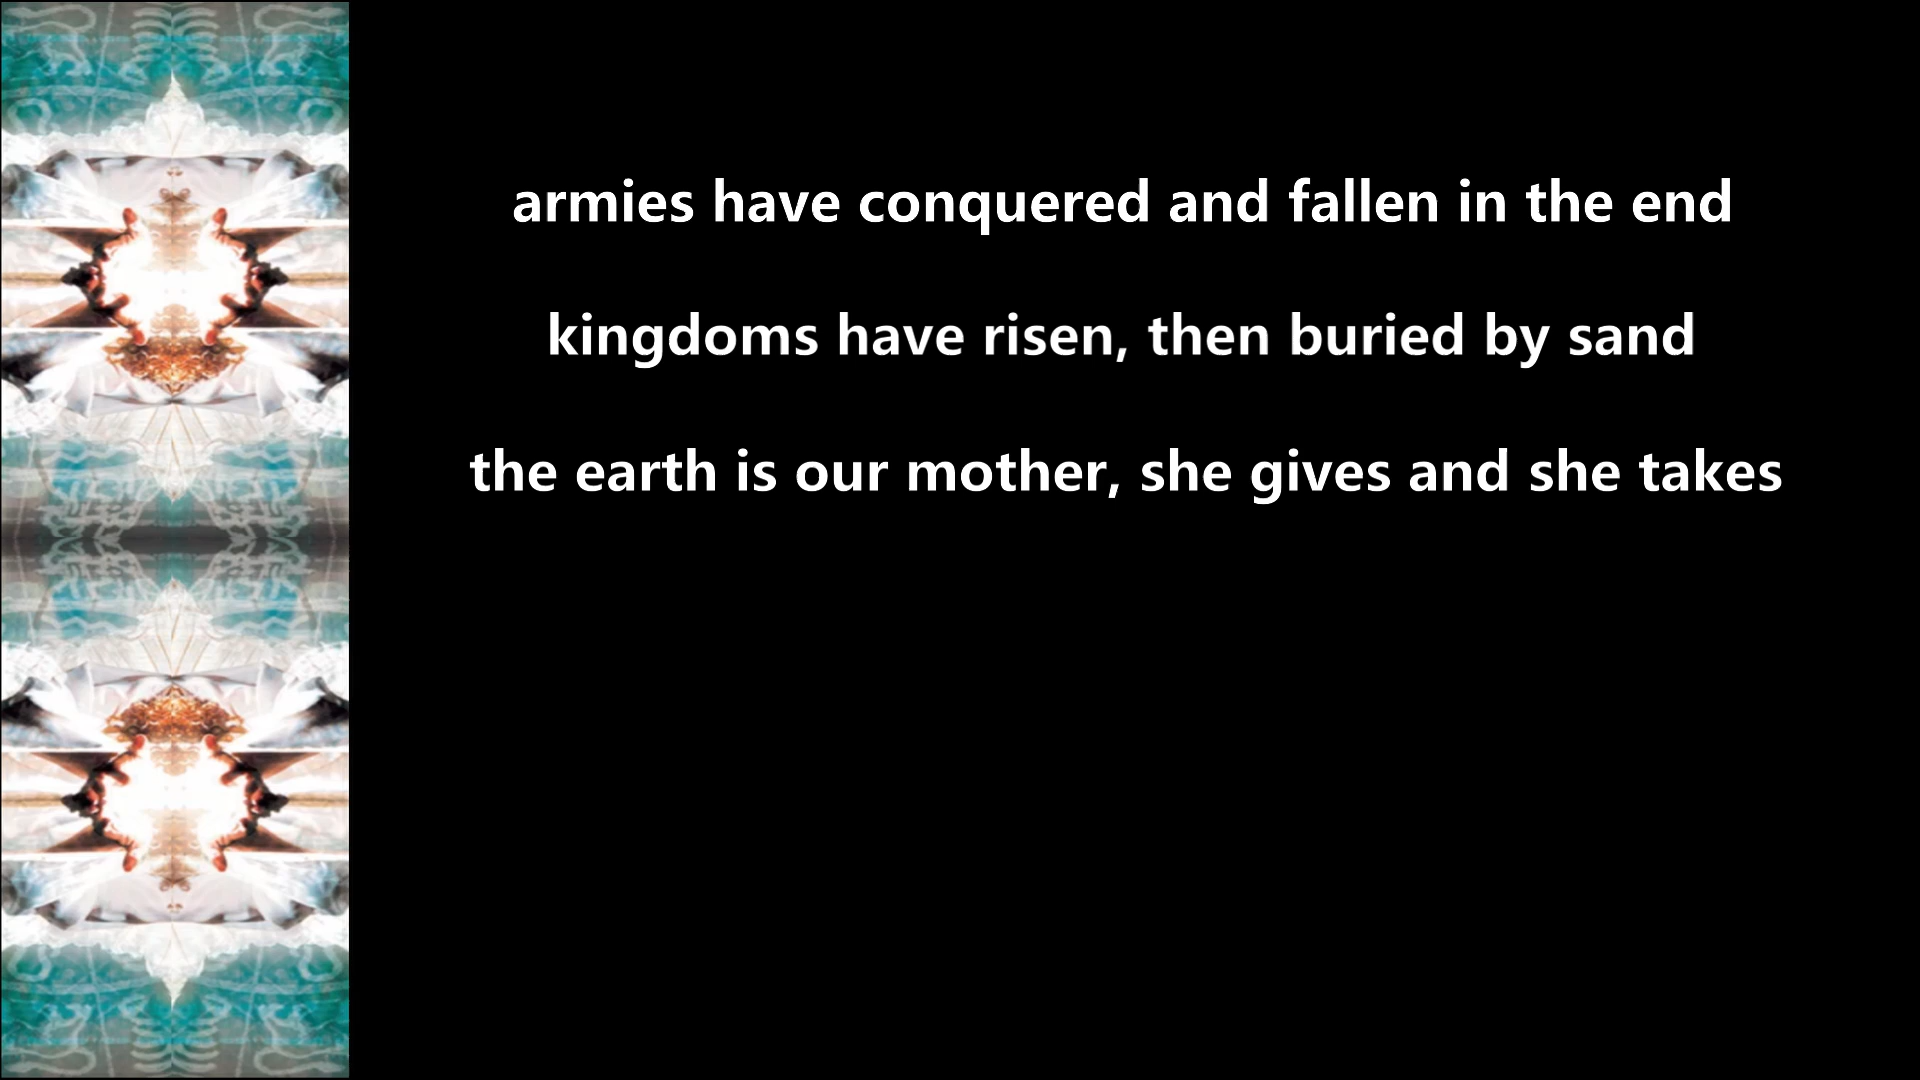 armies have conquered and fallen in the end
kingdoms have risen, then buried by sand
the earth is our mother, she gives and she takes